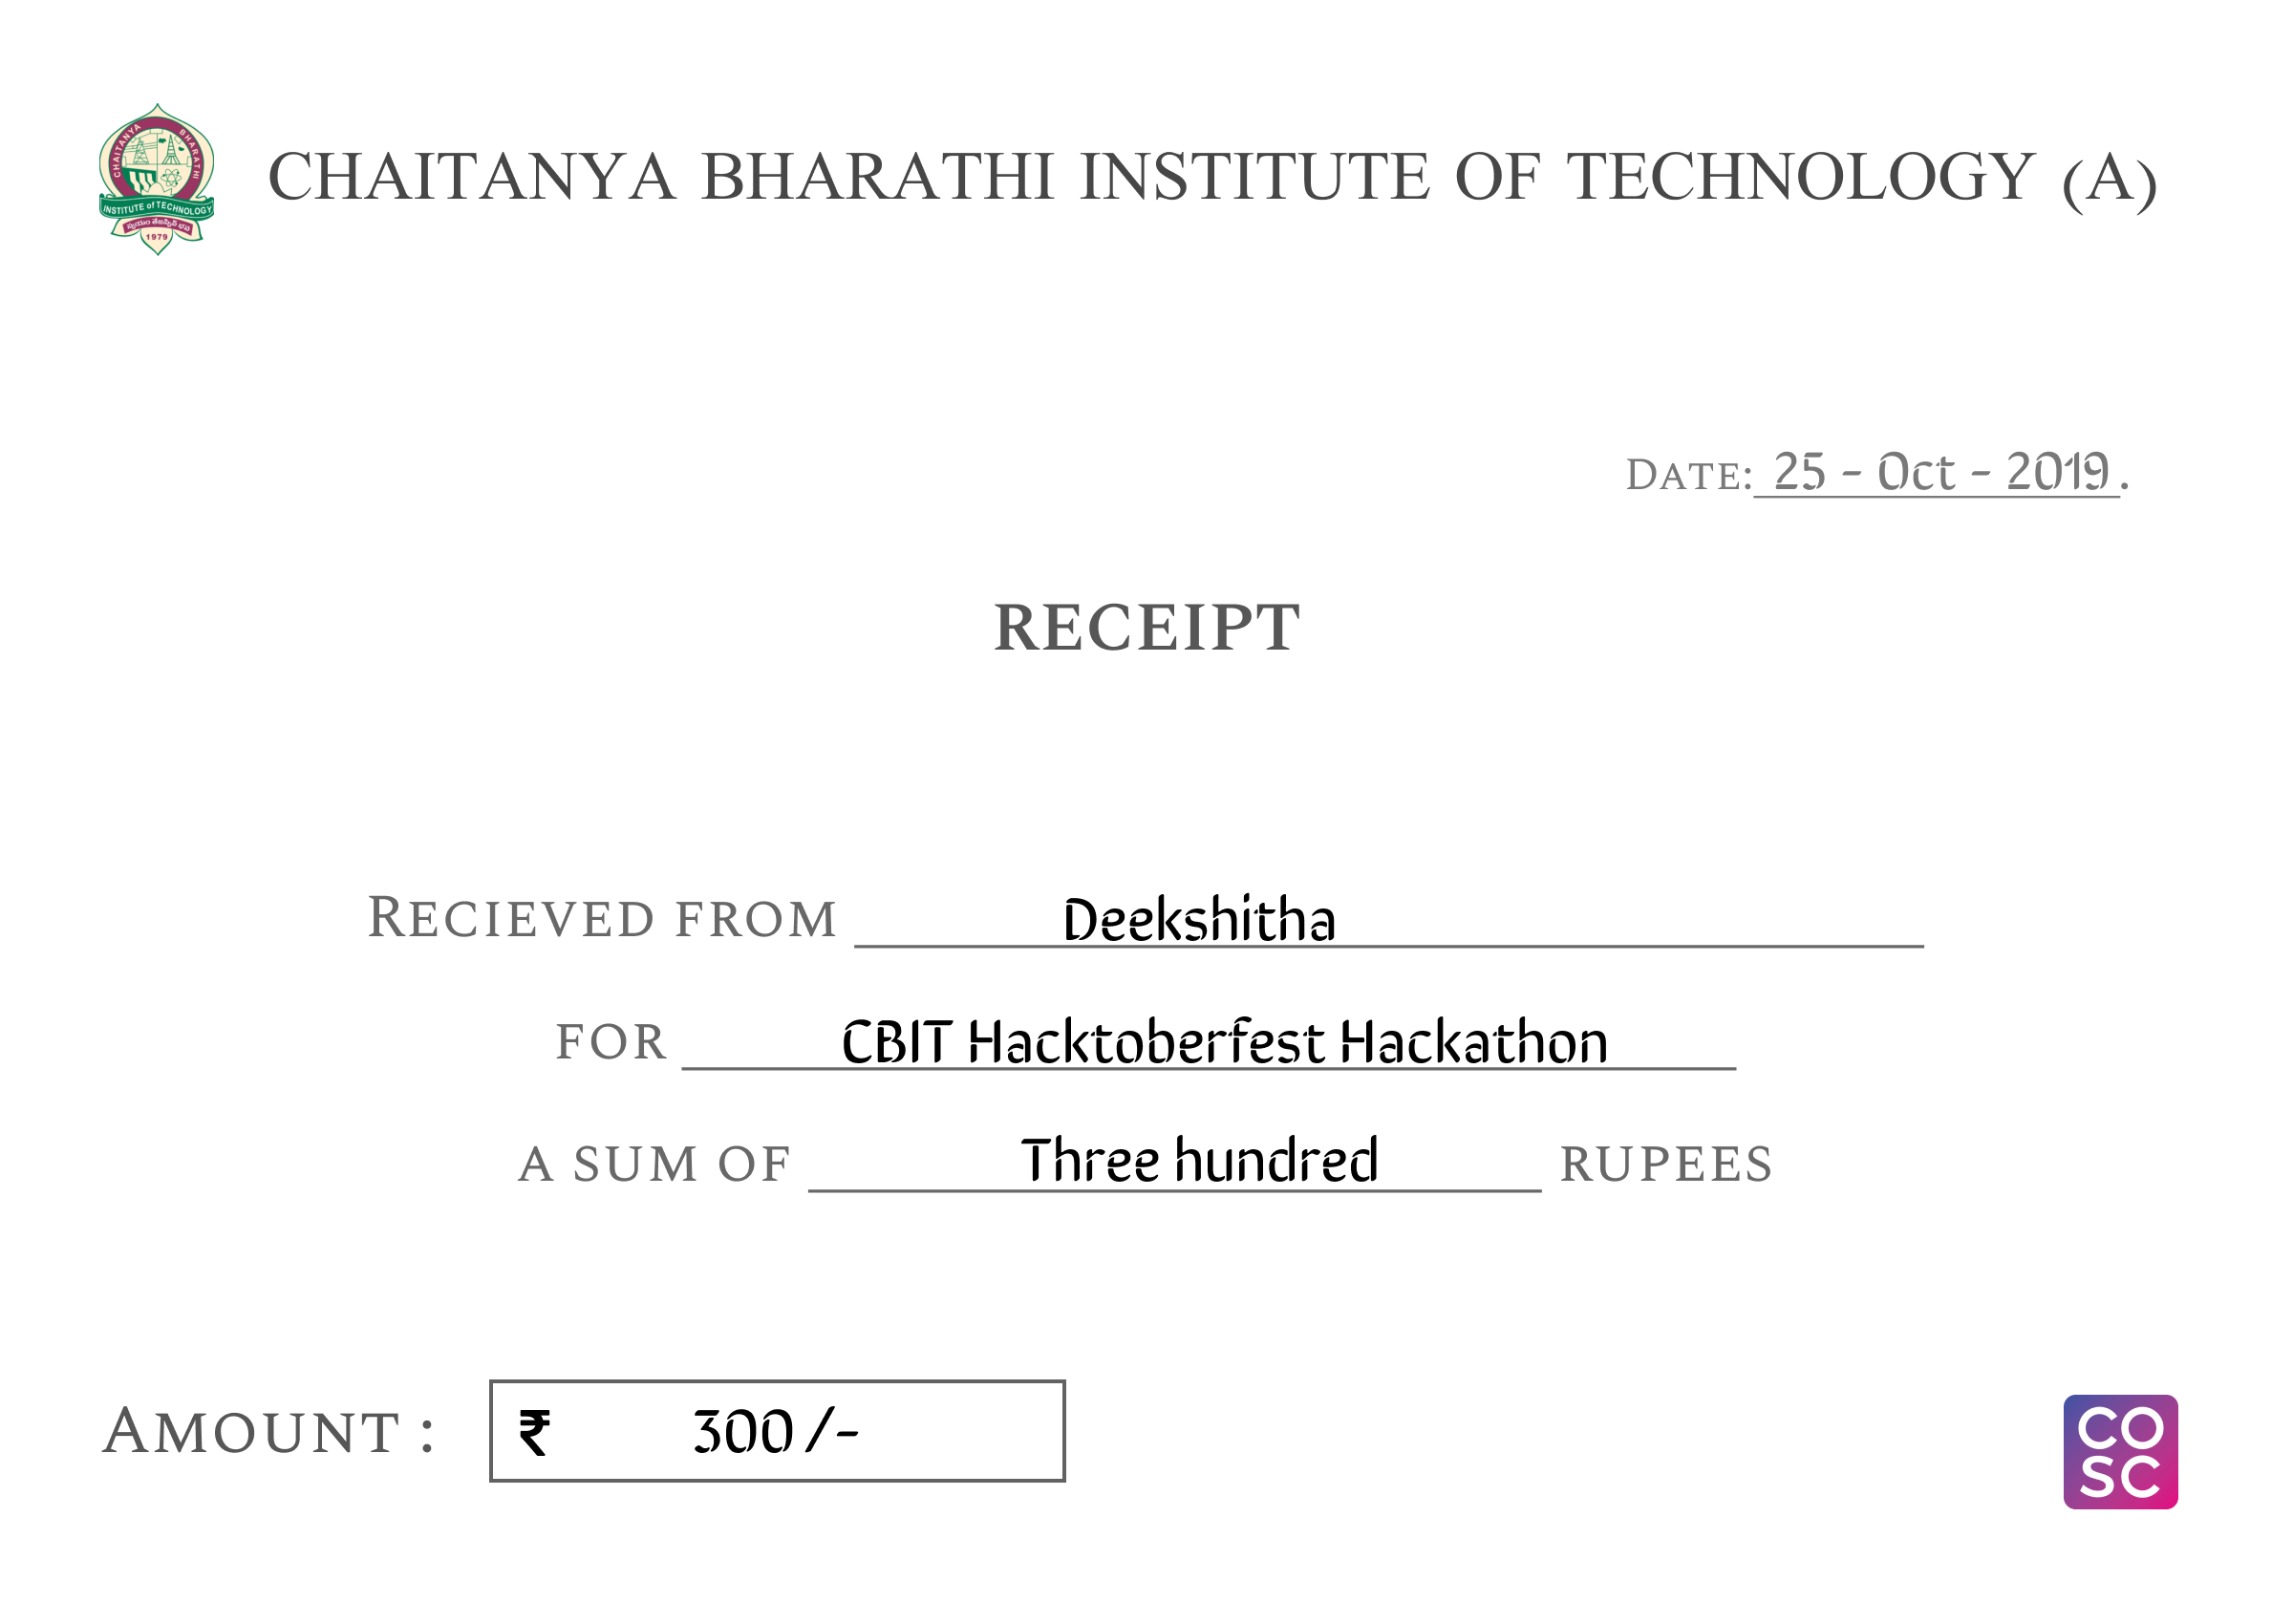 CHAITANYA BHARATHI
INSTITUTE of TECHNOLOGY
1979
CHAITANYA BHARATHI INSTITUTE OF TECHNOLOGY (A)
DATE: 25 - Oct - 2019.
RECEIPT
RECIEVED FROM Deekshitha
FOR CBIT Hacktoberfest Hackathon
A SUM OF Three hundred RUPEES
AMOUNT : ₹ 300 /-
CO
SC